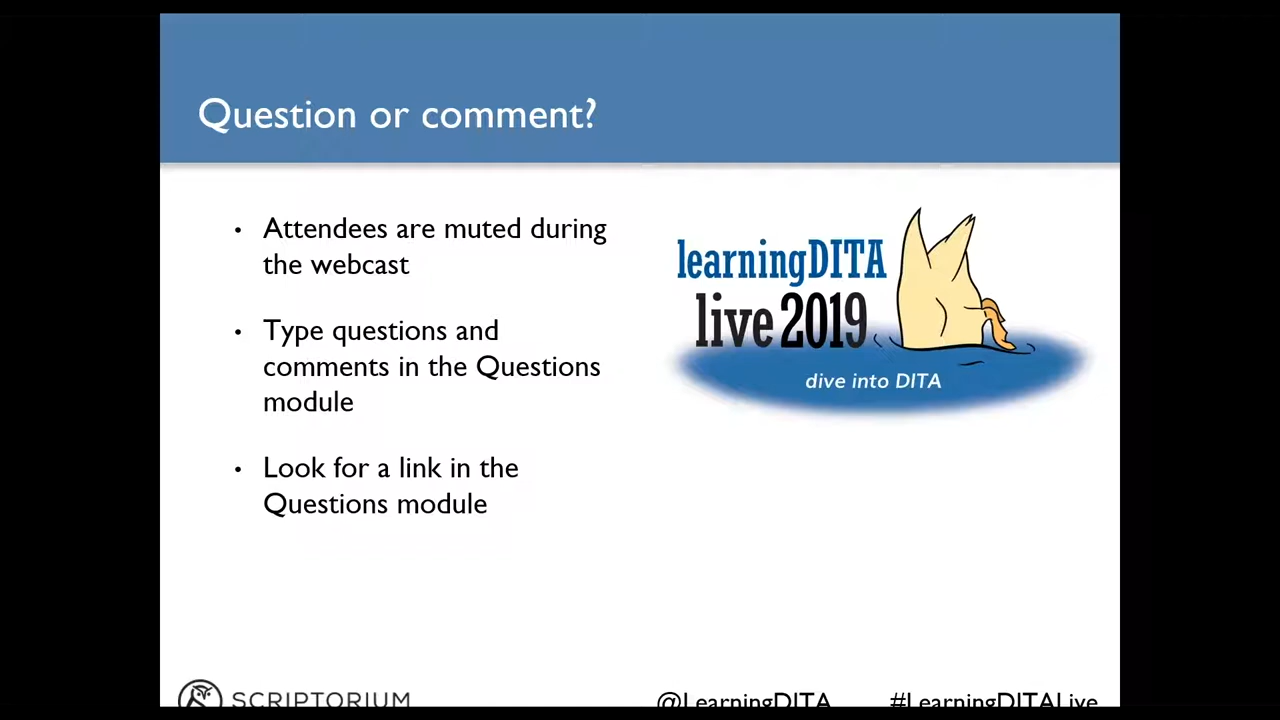 Question or comment?
• Attendees are muted during
the webcast
• Type questions and
comments in the Questions
module
• Look for a link in the
Questions module
learningDITA
live 2019
dive into DITA
SCRIPTORIUM
@LearningDITA
#LearningDITALive